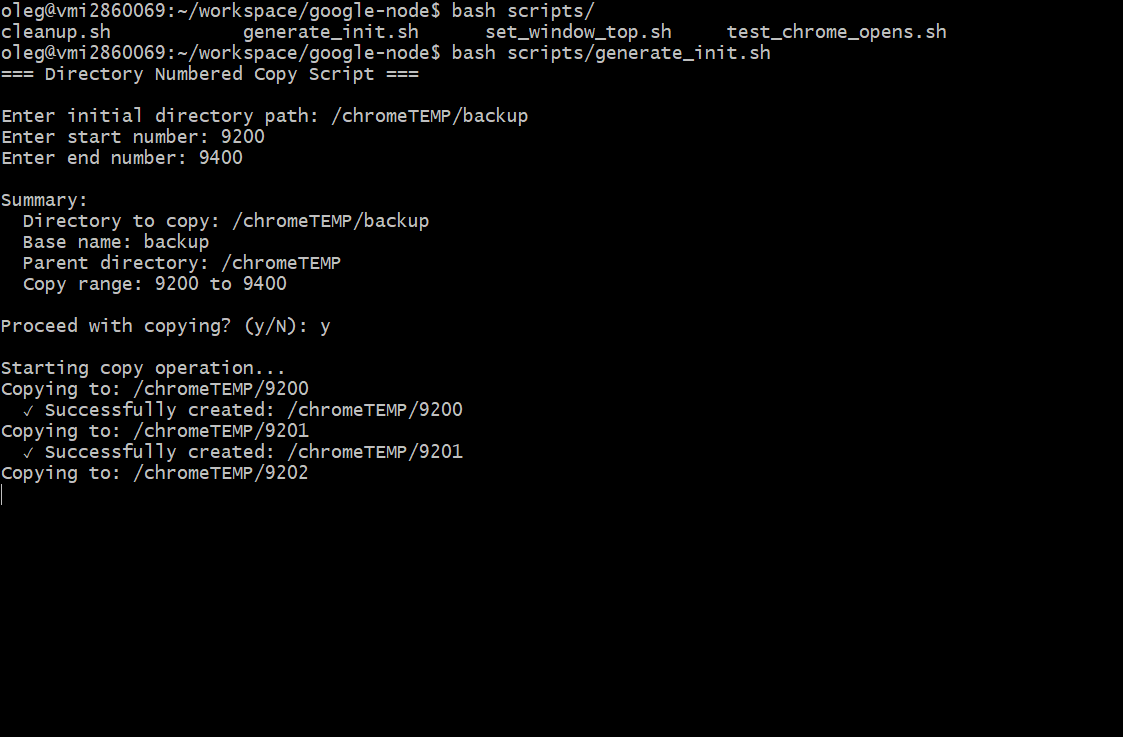 oleg@vmi2860069:~/workspace/google-node$ bash scripts/
cleanup.sh            generate_init.sh      set_window_top.sh     test_chrome_opens.sh
oleg@vmi2860069:~/workspace/google-node$ bash scripts/generate_init.sh
=== Directory Numbered Copy Script ===
Enter initial directory path: /chromeTEMP/backup
Enter start number: 9200
Enter end number: 9400
Summary:
  Directory to copy: /chromeTEMP/backup
  Base name: backup
  Parent directory: /chromeTEMP
  Copy range: 9200 to 9400
Proceed with copying? (y/N): y
Starting copy operation...
Copying to: /chromeTEMP/9200
  ✓ Successfully created: /chromeTEMP/9200
Copying to: /chromeTEMP/9201
  ✓ Successfully created: /chromeTEMP/9201
Copying to: /chromeTEMP/9202